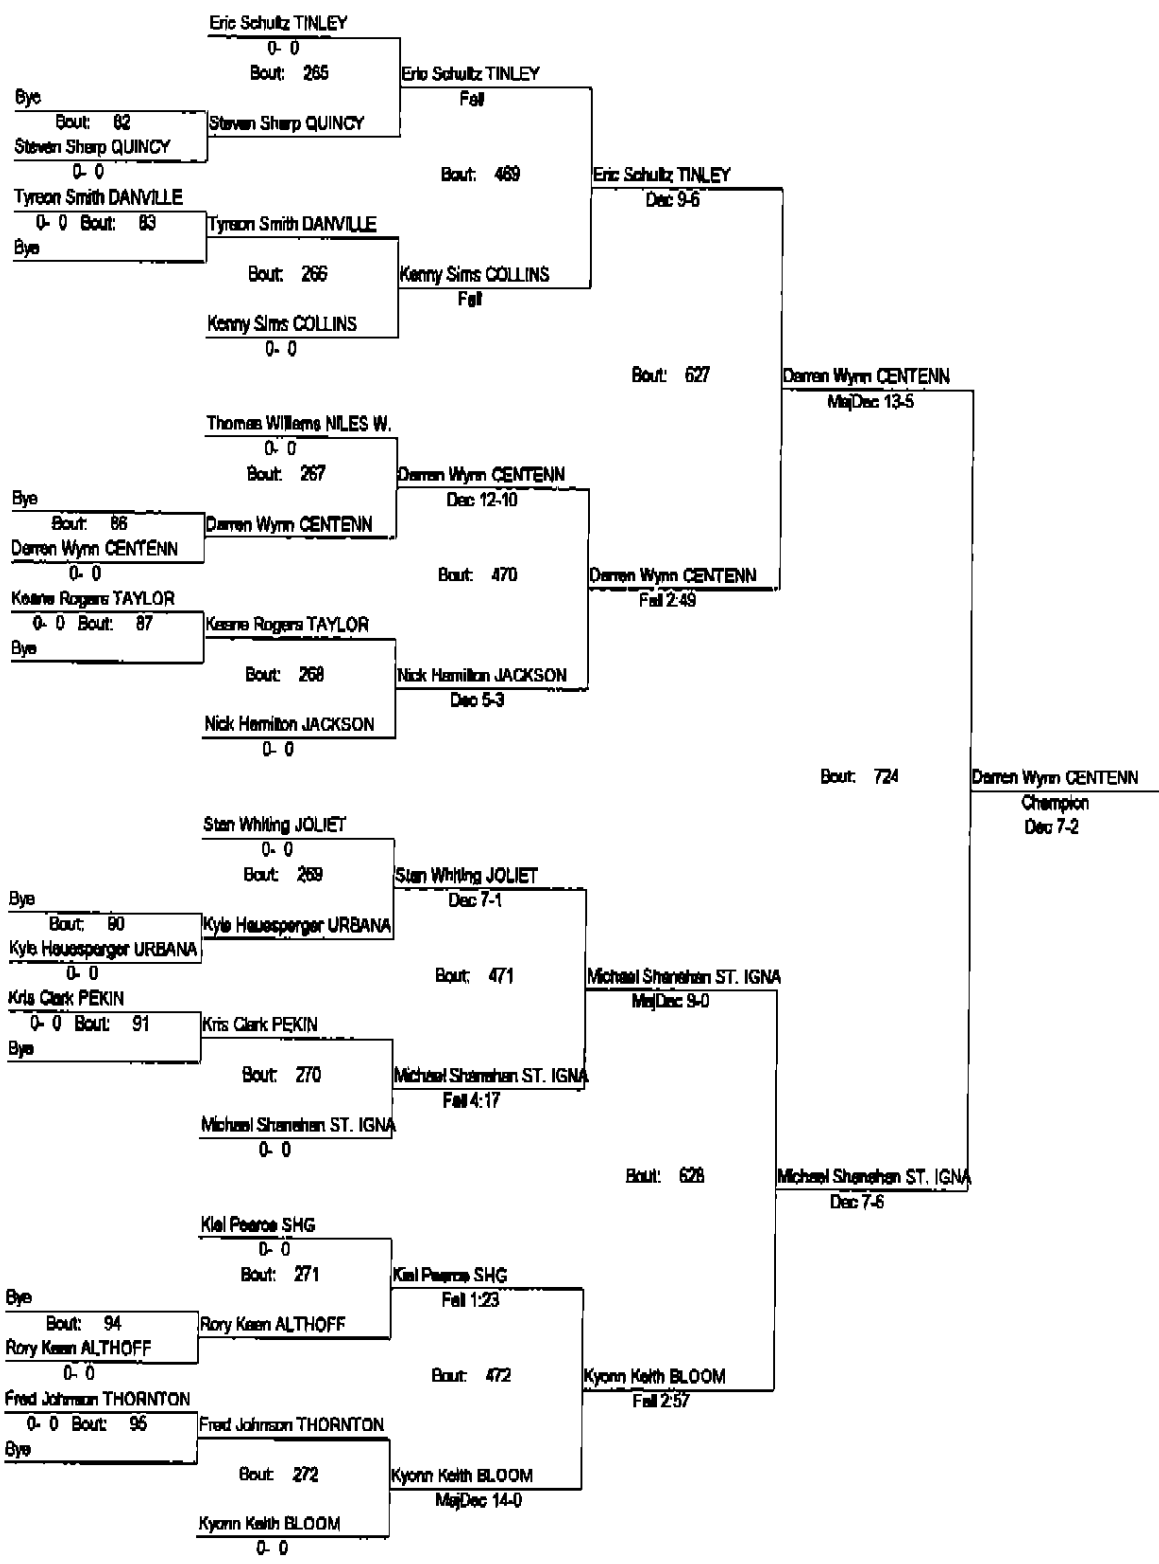 Eric Schultz TINLEY
0- 0
Bout: 265
Eric Schultz TINLEY
Fall
Bye
Bout: 82
Steven Sharp QUINCY
Steven Sharp QUINCY
0- 0
Bout: 469
Eric Schultz TINLEY
Dec 9-6
Tyreon Smith DANVILLE
0- 0 Bout: 83
Tyreon Smith DANVILLE
Bye
Bout: 266
Kenny Sims COLLINS
Fall
Kenny Sims COLLINS
0- 0
Bout: 627
Darren Wynn CENTENN
MajDec 13-5
Thomas Williams NILES W.
0- 0
Bout: 267
Darren Wynn CENTENN
Dec 12-10
Bye
Bout: 86
Darren Wynn CENTENN
Darren Wynn CENTENN
0- 0
Bout: 470
Darren Wynn CENTENN
Fall 2:49
Keane Rogers TAYLOR
0- 0 Bout: 87
Keane Rogers TAYLOR
Bye
Bout: 268
Nick Hamilton JACKSON
Dec 5-3
Nick Hamilton JACKSON
0- 0
Bout: 724
Darren Wynn CENTENN
Champion
Dec 7-2
Stan Whiting JOLIET
0- 0
Bout: 269
Stan Whiting JOLIET
Dec 7-1
Bye
Bout: 90
Kyle Hauesperger URBANA
Kyle Hauesperger URBANA
0- 0
Bout: 471
Michael Shanahan ST. IGNA
MajDec 9-0
Kris Clark PEKIN
0- 0 Bout: 91
Kris Clark PEKIN
Bye
Bout: 270
Michael Shanahan ST. IGNA
Fall 4:17
Michael Shanahan ST. IGNA
0- 0
Bout: 628
Michael Shanahan ST. IGNA
Dec 7-6
Kiel Pearce SHG
0- 0
Bout: 271
Kiel Pearce SHG
Fall 1:23
Bye
Bout: 94
Rory Keen ALTHOFF
Rory Keen ALTHOFF
0- 0
Bout: 472
Kyonn Keith BLOOM
Fall 2:57
Fred Johnson THORNTON
0- 0 Bout: 95
Fred Johnson THORNTON
Bye
Bout: 272
Kyonn Keith BLOOM
MajDec 14-0
Kyonn Keith BLOOM
0- 0